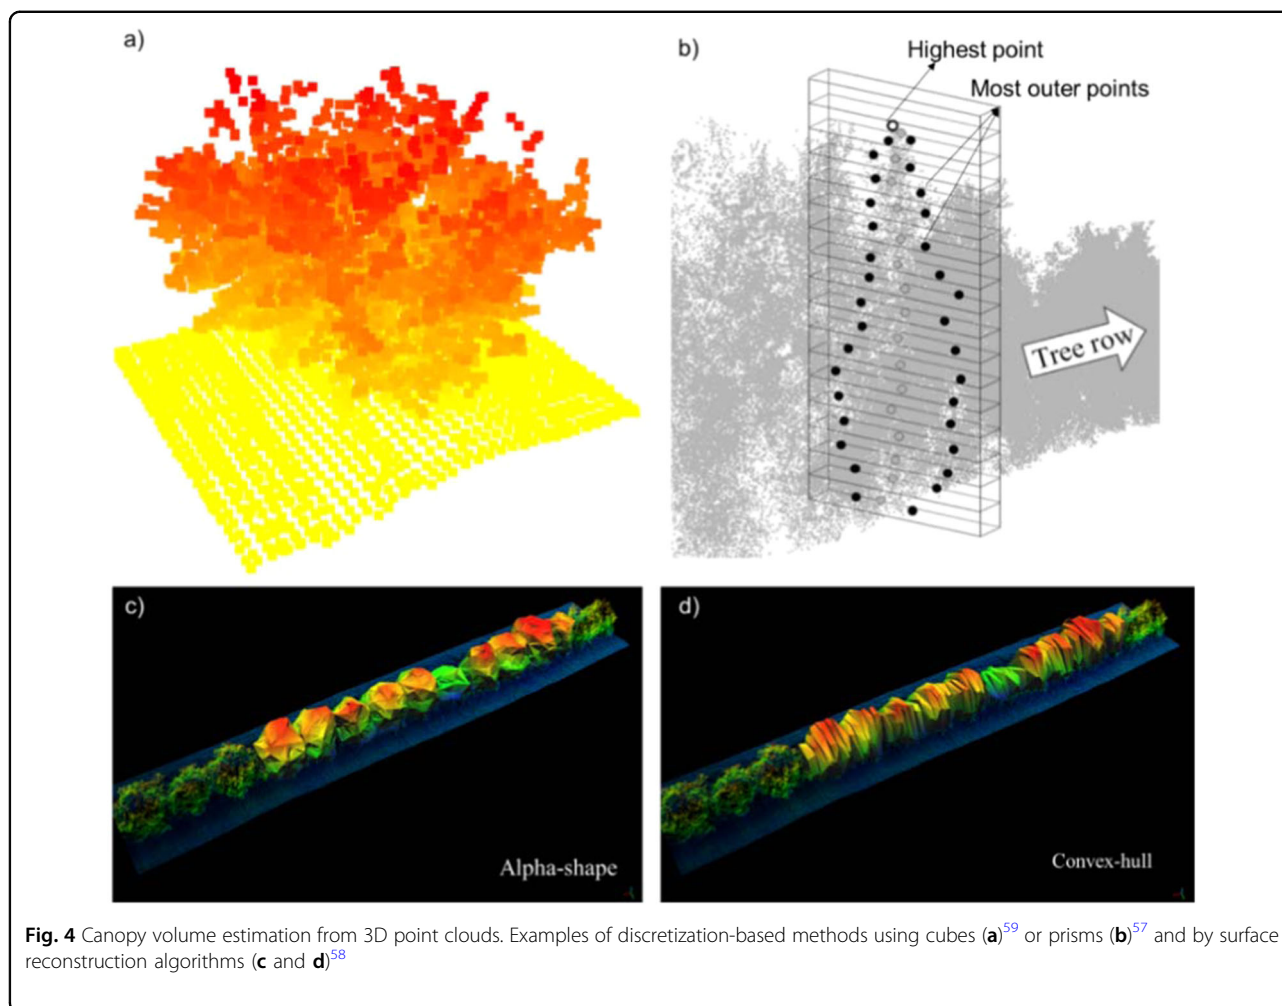 a)
b)
Highest point
Most outer points
Tree row
c)
Alpha-shape
d)
Convex-hull
Fig. 4 Canopy volume estimation from 3D point clouds. Examples of discretization-based methods using cubes (a)59 or prisms (b)57 and by surface
reconstruction algorithms (c and d)58